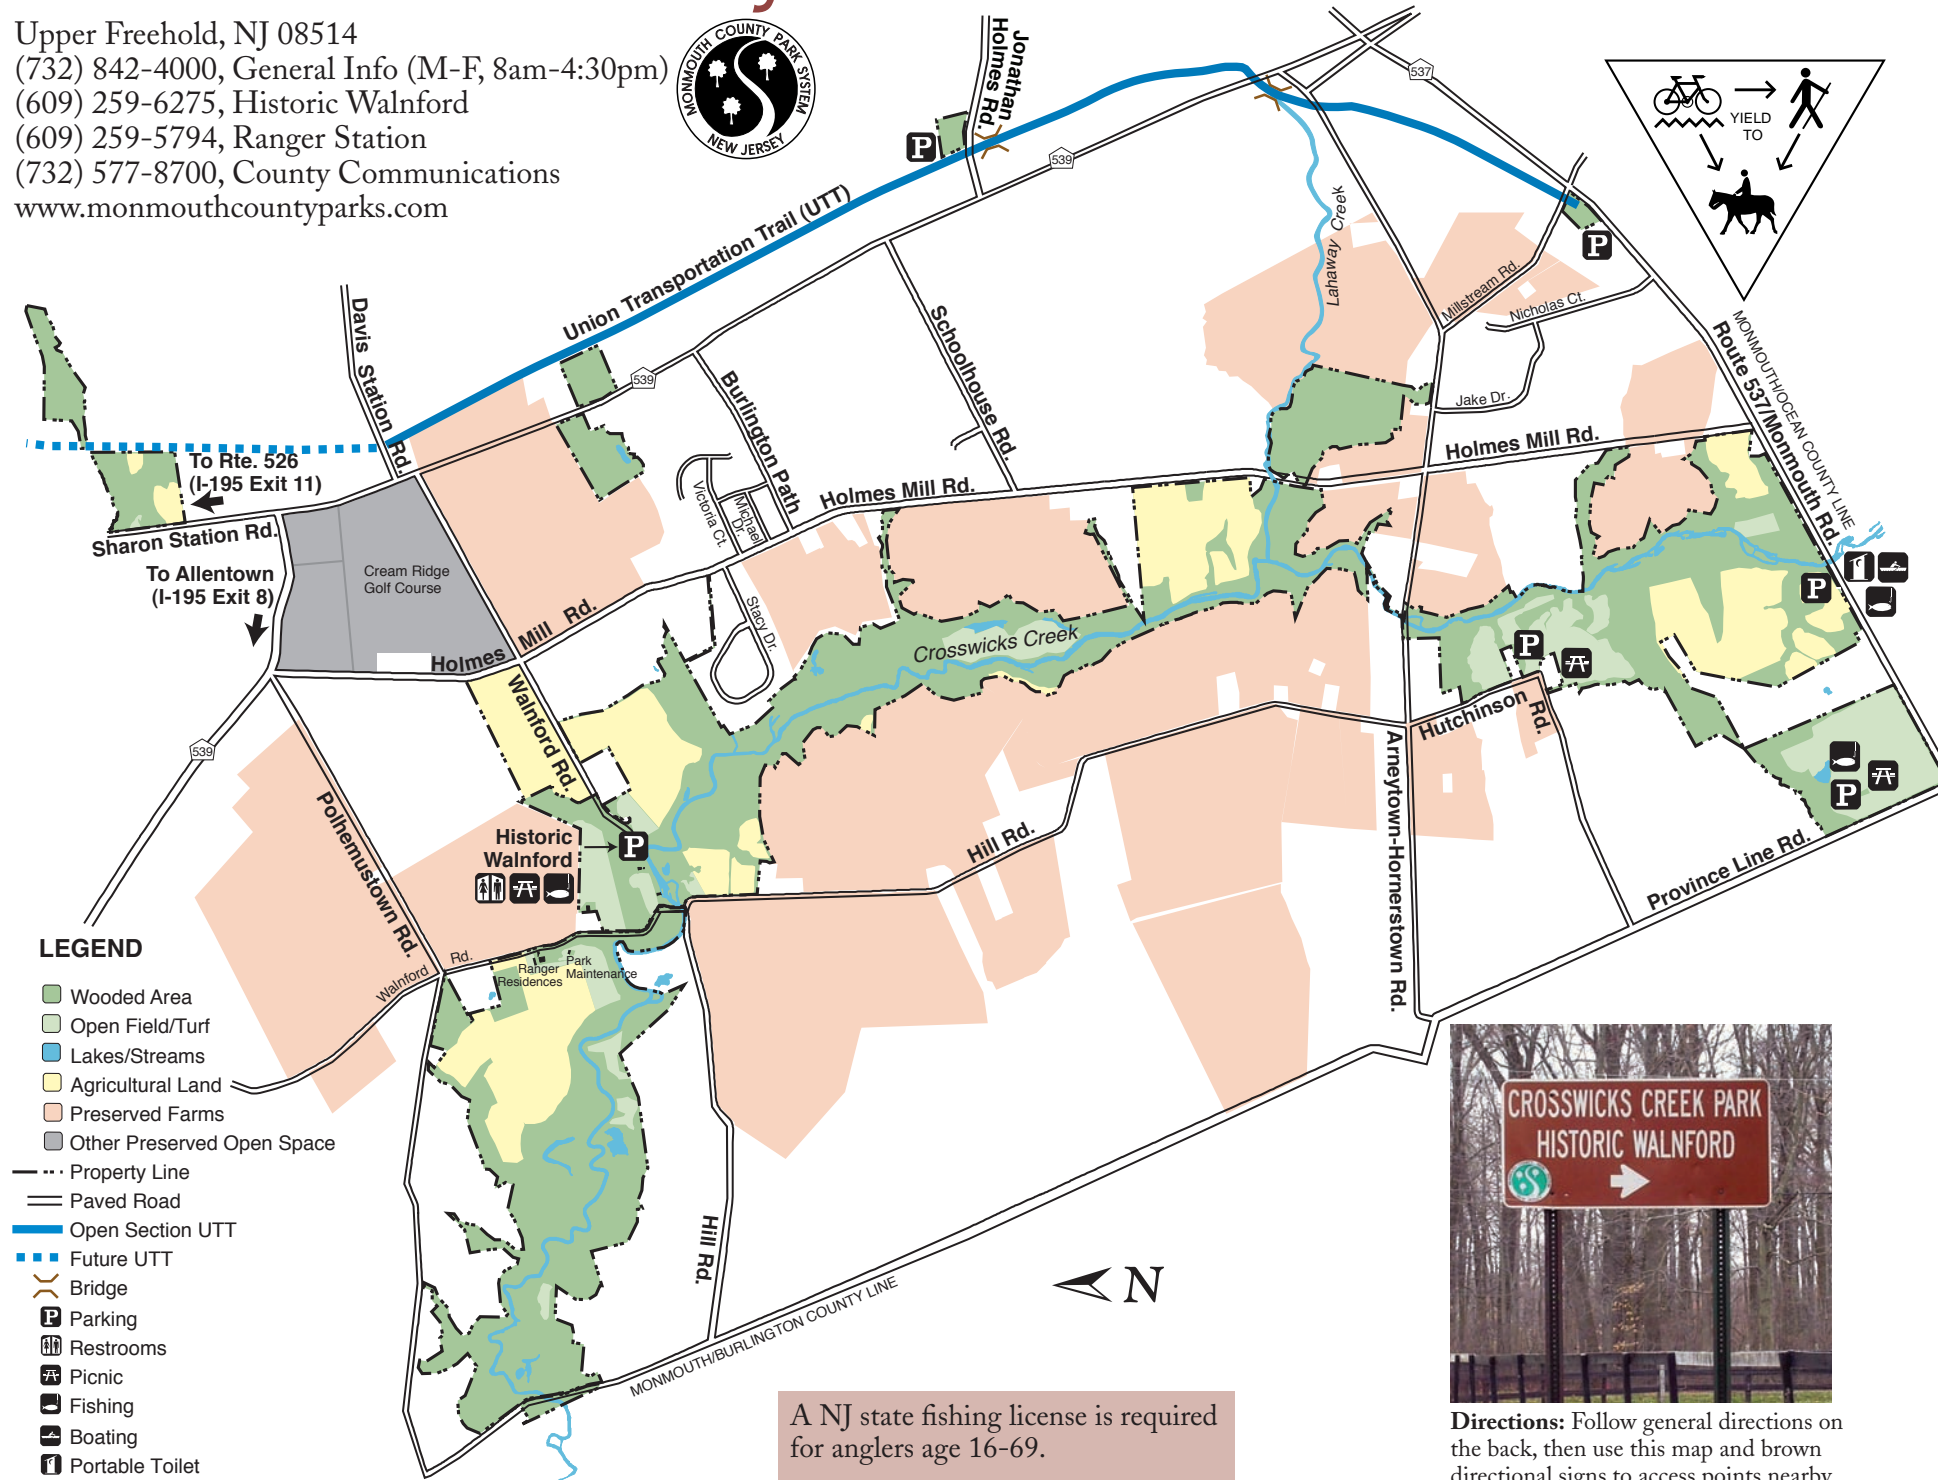 Upper Freehold, NJ 08514
(732) 842-4000, General Info (M-F, 8am-4:30pm)
(609) 259-6275, Historic Walnford
(609) 259-5794, Ranger Station
(732) 577-8700, County Communications
www.monmouthcountyparks.com
MONMOUTH COUNTY PARK SYSTEM
NEW JERSEY
Jonathan
Holmes Rd.
537
YIELD
TO
P
539
Union Transportation Trail (UTT)
Lahaway Creek
P
Davis Station Rd.
Schoolhouse Rd.
Millstream Rd.
Nicholas Ct.
MONMOUTH/OCEAN COUNTY LINE
Route 537/Monmouth Rd.
539
Burlington Path
Jake Dr.
Holmes Mill Rd.
To Rte. 526
(I-195 Exit 11)
Victoria Ct.
Michael
Dr.
Holmes Mill Rd.
Sharon Station Rd.
To Allentown
(I-195 Exit 8)
Cream Ridge
Golf Course
Stacy Dr.
P
Holmes Mill Rd.
Crosswicks Creek
P
Walnford Rd.
Hutchinson Rd.
539
Polhemustown Rd.
Arneytown-Hornerstown Rd.
P
Historic
Walnford
P
Hill Rd.
Province Line Rd.
Walnford Rd.
Ranger
Residences
Park
Maintenance
LEGEND
Wooded Area
Open Field/Turf
Lakes/Streams
Agricultural Land
Preserved Farms
Other Preserved Open Space
Property Line
Paved Road
Open Section UTT
Future UTT
Bridge
P Parking
Restrooms
Picnic
Fishing
Boating
Portable Toilet
Hill Rd.
MONMOUTH/BURLINGTON COUNTY LINE
N
CROSSWICKS CREEK PARK
HISTORIC WALNFORD
A NJ state fishing license is required
for anglers age 16-69.
Directions: Follow general directions on
the back, then use this map and brown
directional signs to access points nearby